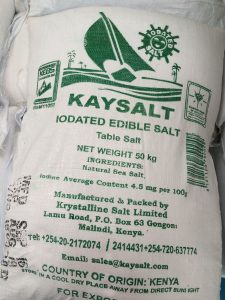 IODATED
SALT
KEBS
KAYSALT
IODATED EDIBLE SALT
Table Salt
NET WEIGHT 50 kg
INGREDIENTS:
Natural Sea Salt,
Iodine Average Content 4.5 mg per 100g
Manufactured & Packed by
Krystalline Salt Limited
Lamu Road, P.O. Box 63 Gongoni
Malindi, Kenya.
Tel: +254-20-2172074 / 2414431+254-720-637774
Email: sales@kaysalt.com
COUNTRY OF ORIGIN: KENYA
STORE IN A COOL DRY PLACE AWAY FROM DIRECT SUNLIGHT
FOR EXPO